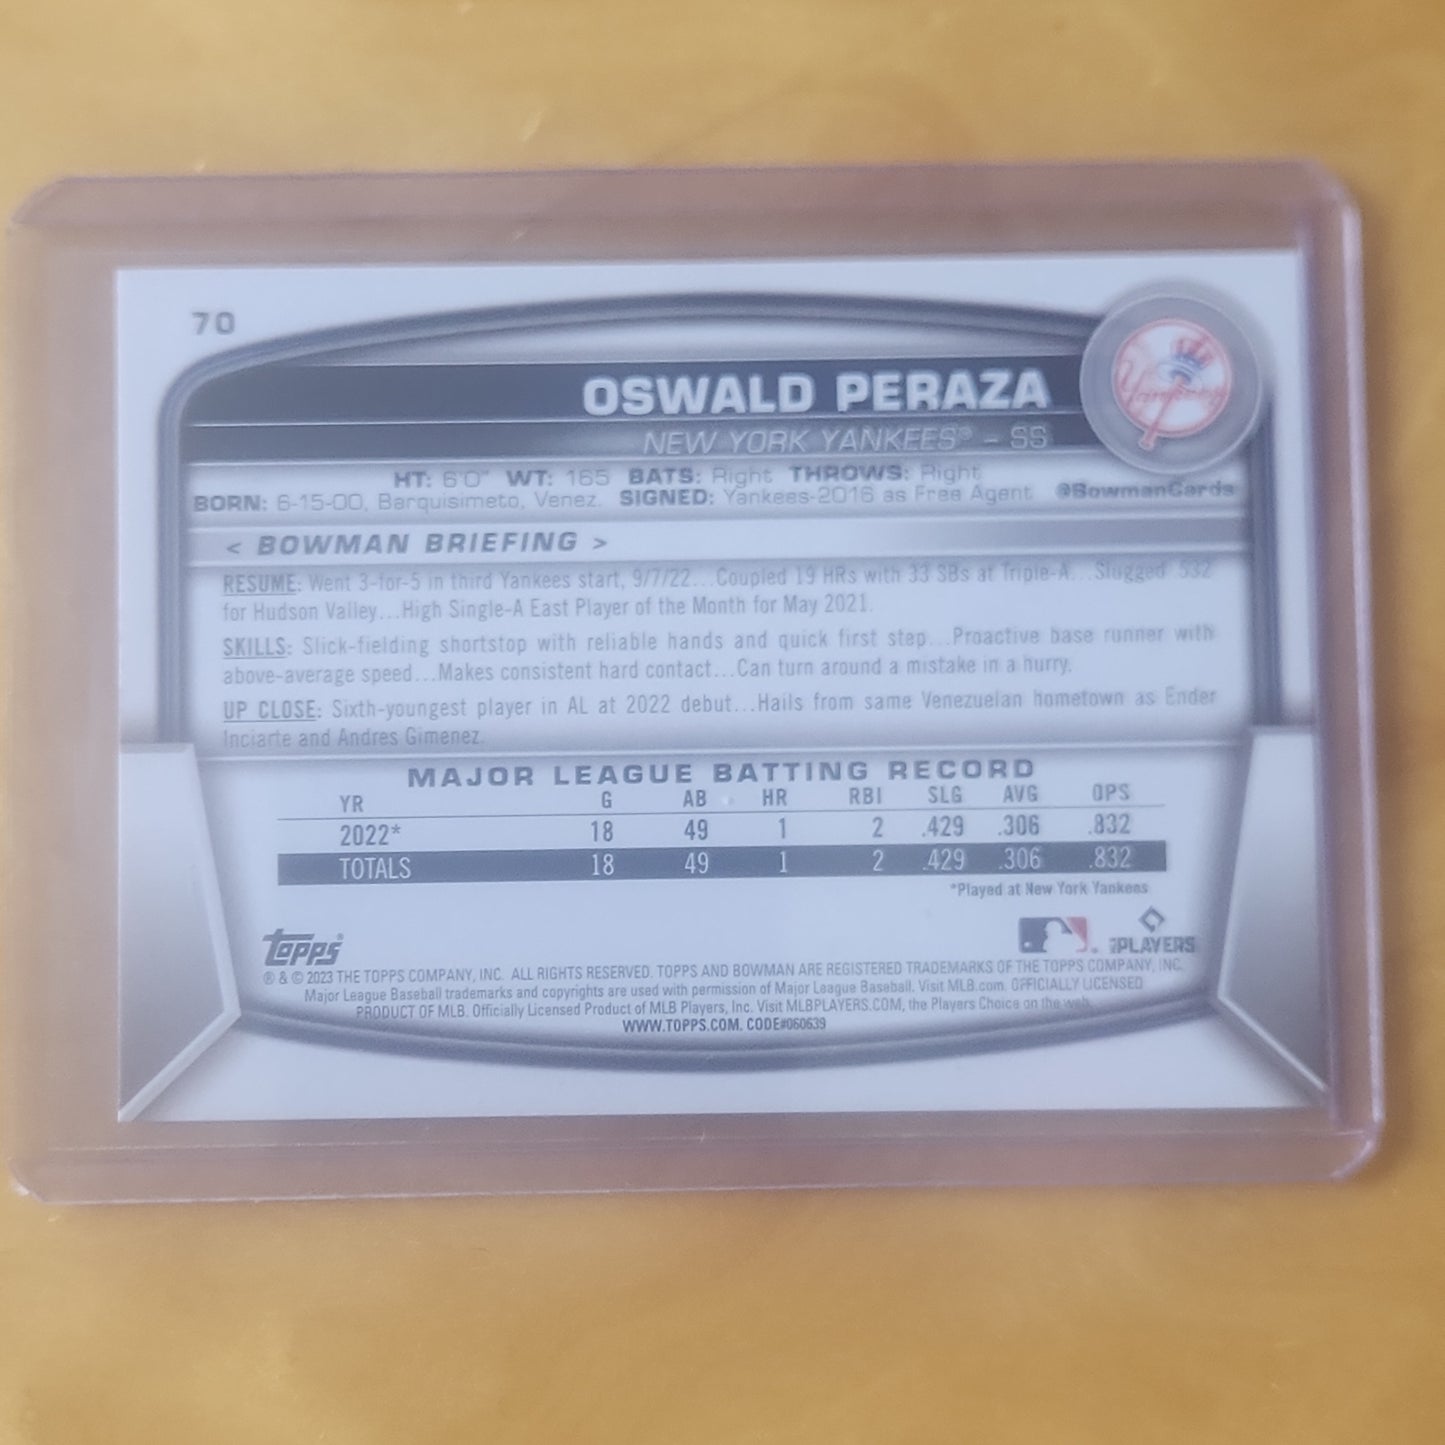 70
OSWALD PERAZA
Yankees
NEW YORK YANKEES® – SS
HT: 6'0" WT: 165 BATS: Right THROWS: Right
BORN: 6-15-00, Barquisimeto, Venez. SIGNED: Yankees-2016 as Free Agent @BowmanCards
< BOWMAN BRIEFING >
RESUME: Went 3-for-5 in third Yankees start, 9/7/22...Coupled 19 HRs with 33 SBs at Triple-A...Slugged .532
for Hudson Valley...High Single-A East Player of the Month for May 2021.
SKILLS: Slick-fielding shortstop with reliable hands and quick first step...Proactive base runner with
above-average speed...Makes consistent hard contact...Can turn around a mistake in a hurry.
UP CLOSE: Sixth-youngest player in AL at 2022 debut...Hails from same Venezuelan hometown as Ender
Inciarte and Andres Gimenez.
MAJOR LEAGUE BATTING RECORD
YR G AB HR RBI SLG AVG OPS
2022* 18 49 1 2 .429 .306 .832
TOTALS 18 49 1 2 .429 .306 .832
*Played at New York Yankees
Topps® PLAYERS
® & © 2023 THE TOPPS COMPANY, INC. ALL RIGHTS RESERVED. TOPPS AND BOWMAN ARE REGISTERED TRADEMARKS OF THE TOPPS COMPANY, INC.
Major League Baseball trademarks and copyrights are used with permission of Major League Baseball. Visit MLB.com. OFFICIALLY LICENSED
PRODUCT OF MLB. Officially Licensed Product of MLB Players, Inc. Visit MLBPLAYERS.COM, the Players Choice on the web.
WWW.TOPPS.COM. CODE#060639